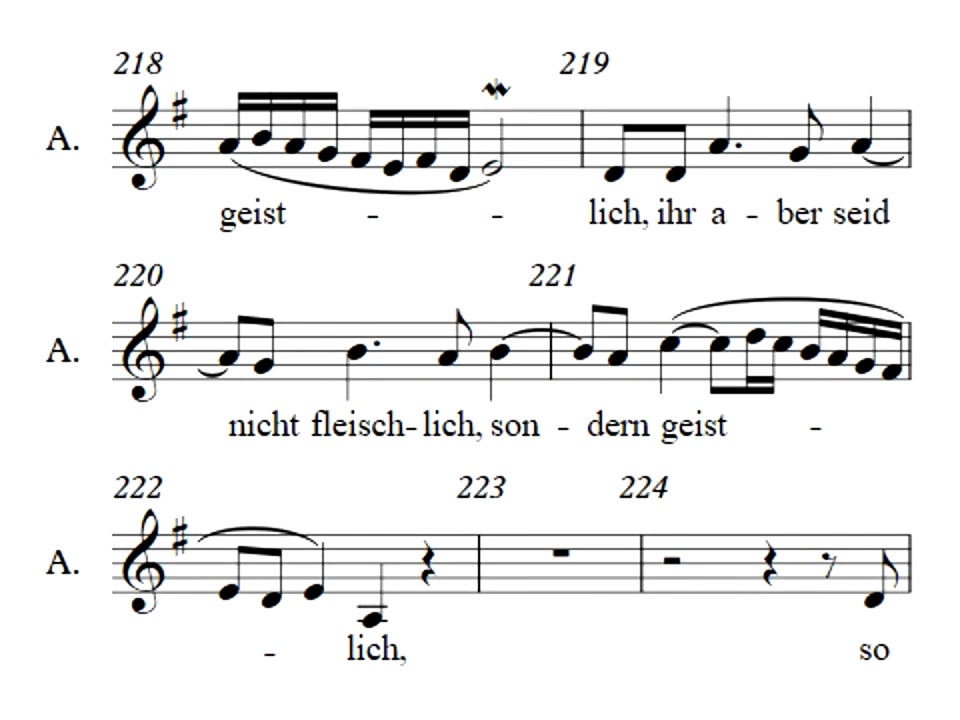 218 219
A.
geist - - lich, ihr a - ber seid
220 221
A.
nicht fleisch- lich, son - dern geist -
222 223 224
A.
- lich, so